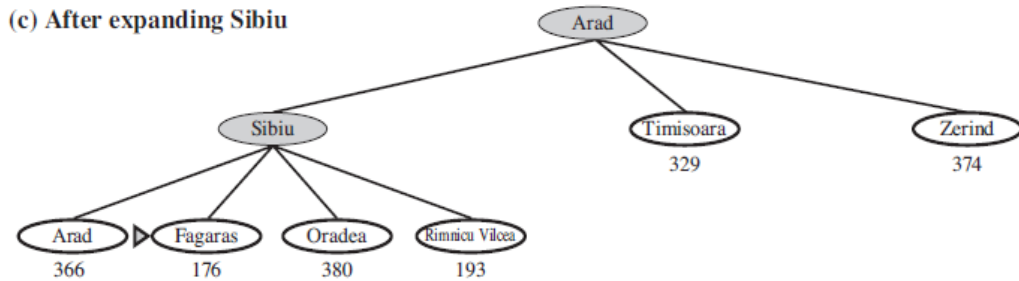 (c) After expanding Sibiu
Arad
Sibiu
Timisoara
Zerind
329
374
Arad
Fagaras
Oradea
Rimnicu Vilcea
366
176
380
193